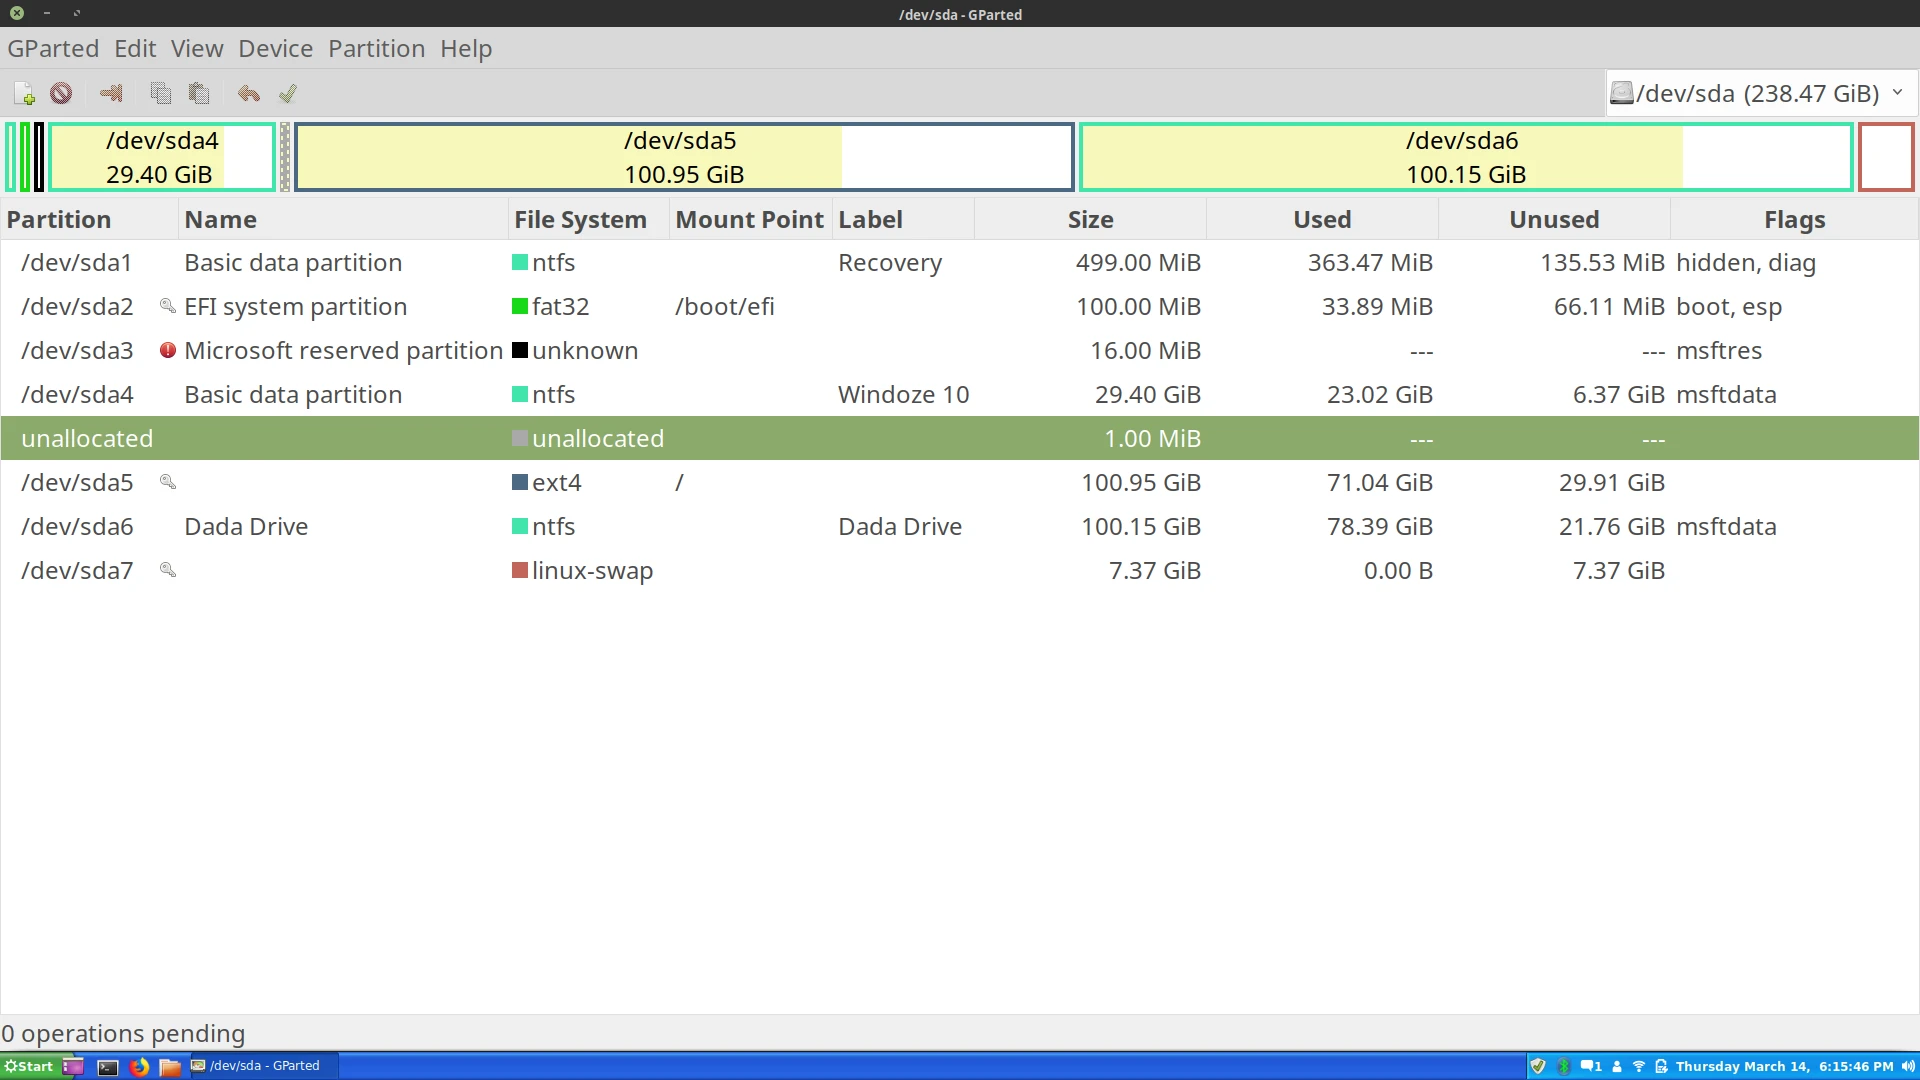 /dev/sda - GParted
GParted Edit View Device Partition Help
/dev/sda (238.47 GiB)
/dev/sda4 /dev/sda5 /dev/sda6
29.40 GiB 100.95 GiB 100.15 GiB
Partition Name File System Mount Point Label Size Used Unused Flags
/dev/sda1 Basic data partition ntfs Recovery 499.00 MiB 363.47 MiB 135.53 MiB hidden, diag
/dev/sda2 EFI system partition fat32 /boot/efi 100.00 MiB 33.89 MiB 66.11 MiB boot, esp
/dev/sda3 Microsoft reserved partition unknown 16.00 MiB --- --- msftres
/dev/sda4 Basic data partition ntfs Windoze 10 29.40 GiB 23.02 GiB 6.37 GiB msftdata
unallocated unallocated 1.00 MiB --- ---
/dev/sda5 ext4 / 100.95 GiB 71.04 GiB 29.91 GiB
/dev/sda6 Dada Drive ntfs Dada Drive 100.15 GiB 78.39 GiB 21.76 GiB msftdata
/dev/sda7 linux-swap 7.37 GiB 0.00 B 7.37 GiB
0 operations pending
Start /dev/sda - GParted 1 Thursday March 14, 6:15:46 PM